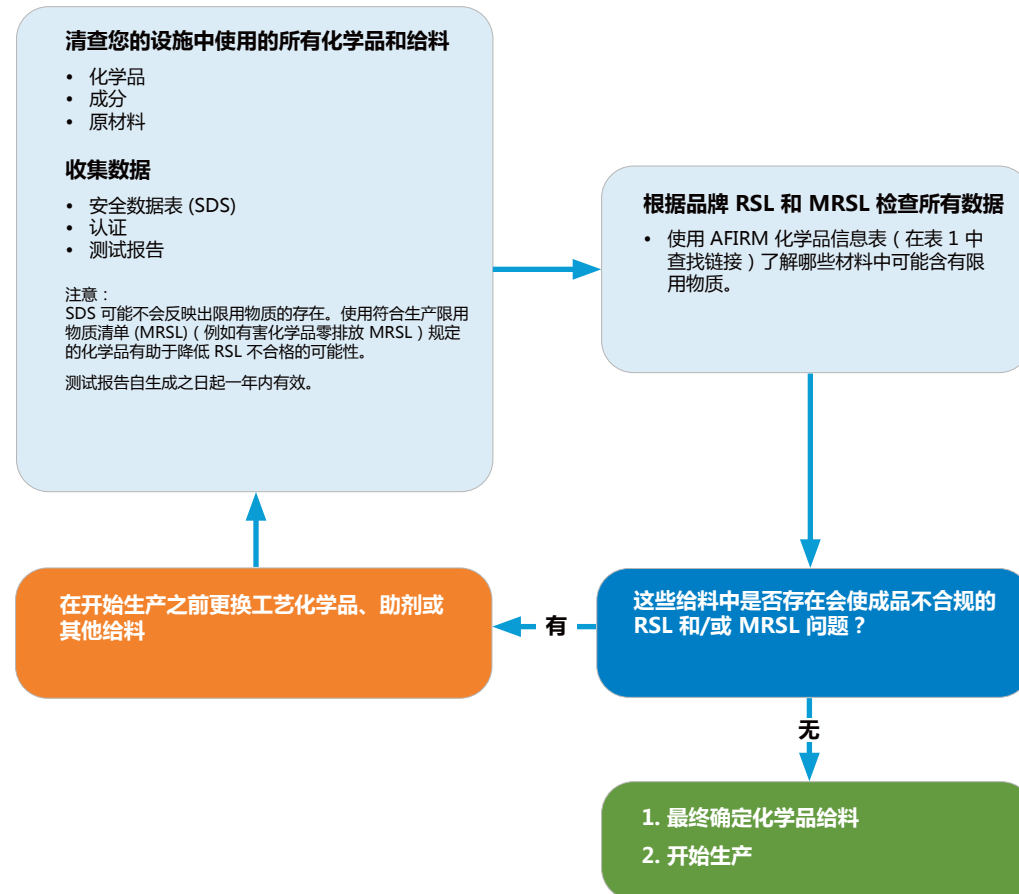 清查您的设施中使用的所有化学品和给料
• 化学品
• 成分
• 原材料
收集数据
• 安全数据表 (SDS)
• 认证
• 测试报告
注意：
SDS 可能不会反映出限用物质的存在。使用符合生产限用
物质清单 (MRSL)（例如有害化学品零排放 MRSL）规定
的化学品有助于降低 RSL 不合格的可能性。
测试报告自生成之日起一年内有效。
根据品牌 RSL 和 MRSL 检查所有数据
• 使用 AFIRM 化学品信息表（在表 1 中
查找链接）了解哪些材料中可能含有限
用物质。
这些给料中是否存在会使成品不合规的
RSL 和/或 MRSL 问题？
有
在开始生产之前更换工艺化学品、助剂或
其他给料
无
1. 最终确定化学品给料
2. 开始生产